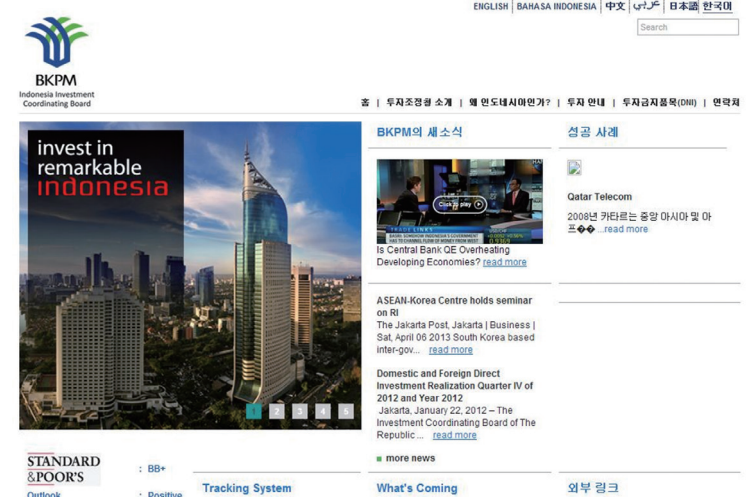 ENGLISH | BAHASA INDONESIA | 中文 | عربي | 日本語 | 한국어
Search
BKPM
Indonesia Investment
Coordinating Board
홈 | 투자조정청 소개 | 왜 인도네시아인가? | 투자 안내 | 투자금지품목(DNI) | 연락처
invest in
remarkable
indonesia
1 2 3 4 5
BKPM의 새소식
Click to play
TRADE LINKS
Is Central Bank QE Overheating
Developing Economies? read more
ASEAN-Korea Centre holds seminar
on RI
The Jakarta Post, Jakarta | Business |
Sat, April 06 2013 South Korea based
inter-gov... read more
Domestic and Foreign Direct
Investment Realization Quarter IV of
2012 and Year 2012
Jakarta, January 22, 2012 – The
Investment Coordinating Board of The
Republic ... read more
more news
성공 사례
Qatar Telecom
2008년 카타르는 중앙 아시아 및 아
프�� ...read more
STANDARD
&POOR'S
: BB+
Outlook : Positive
Tracking System
What's Coming
외부 링크